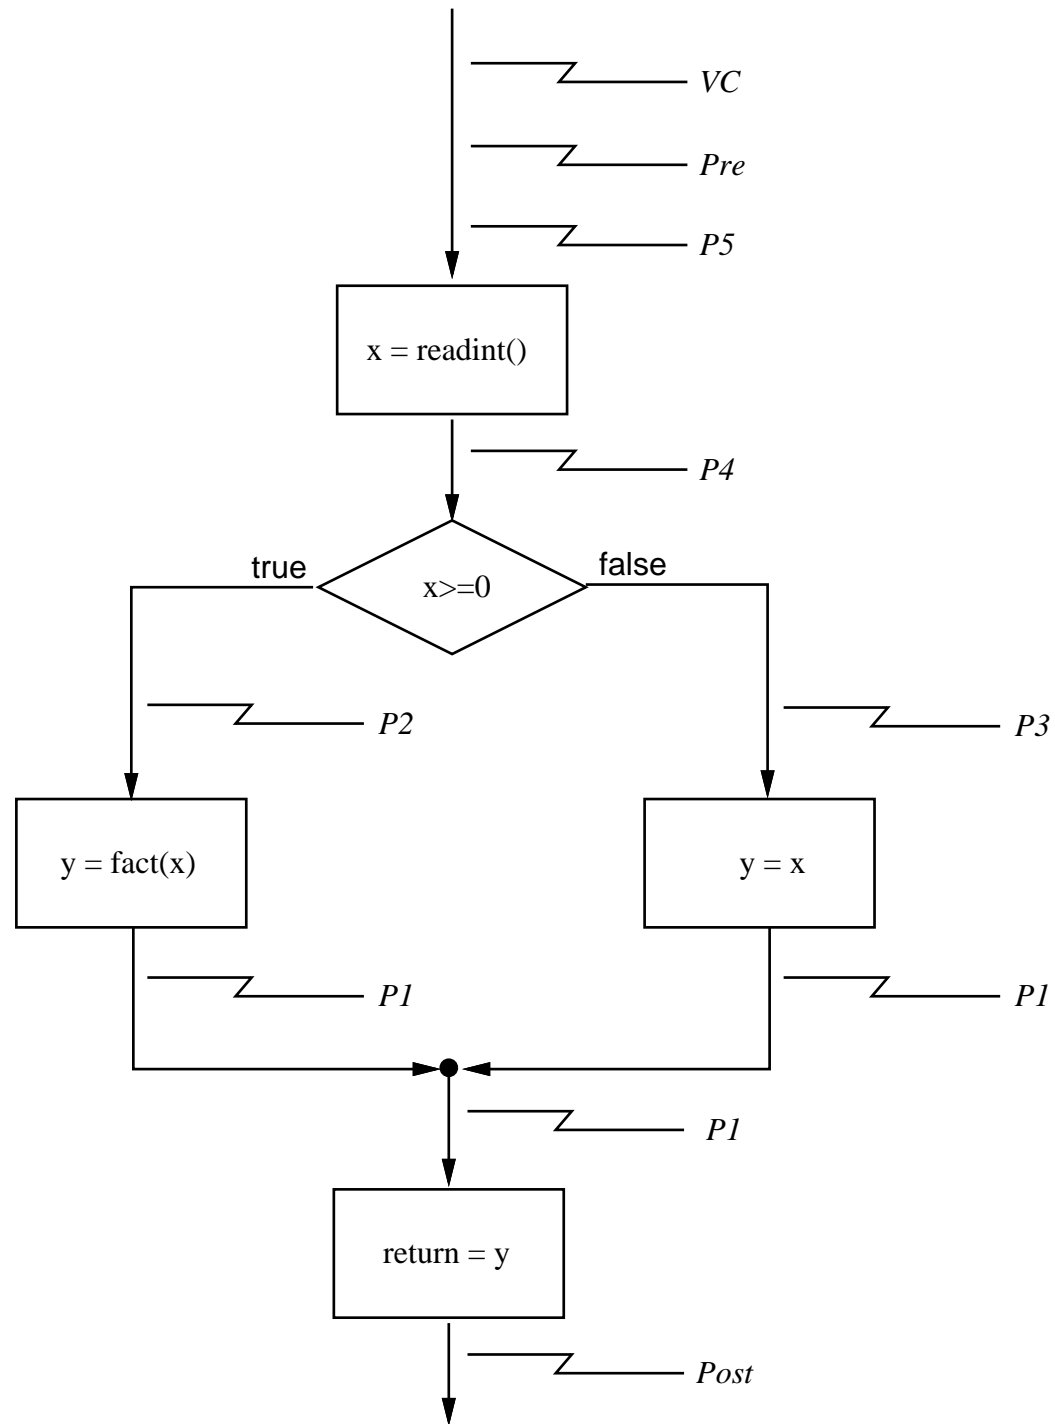 VC
Pre
P5
x = readint()
P4
true
false
x>=0
P2
P3
y = fact(x)
y = x
P1
P1
P1
return = y
Post